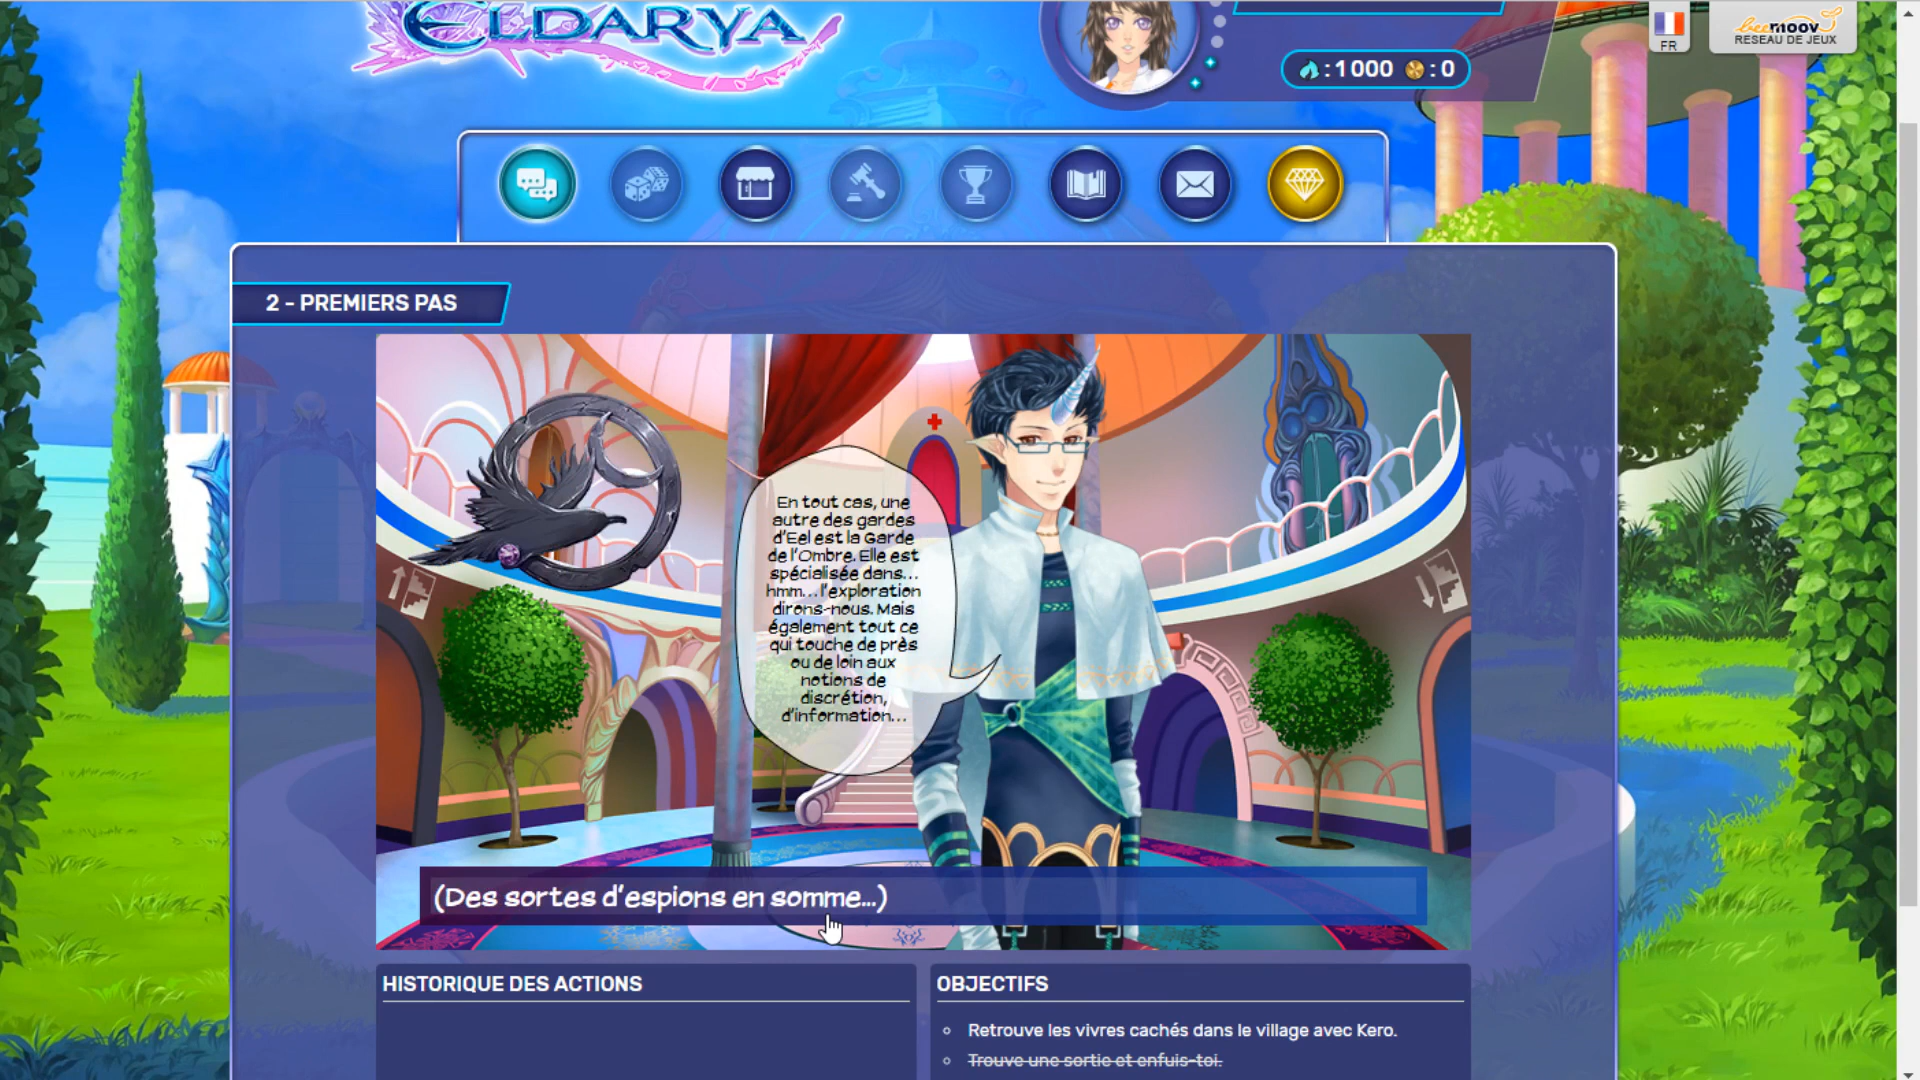 ELDARYA
: 1000 : 0
FR
beemoov
RESEAU DE JEUX
2 - PREMIERS PAS
En tout cas, une
autre des gardes
d'Eel est la Garde
de l'Ombre. Elle est
spécialisée dans...
hmm... l'exploration
dirons-nous. Mais
également tout ce
qui touche de près
ou de loin aux
notions de
discrétion,
d'information...
(Des sortes d'espions en somme...)
HISTORIQUE DES ACTIONS
OBJECTIFS
Retrouve les vivres cachés dans le village avec Kero.
Trouve une sortie et enfuis-toi.